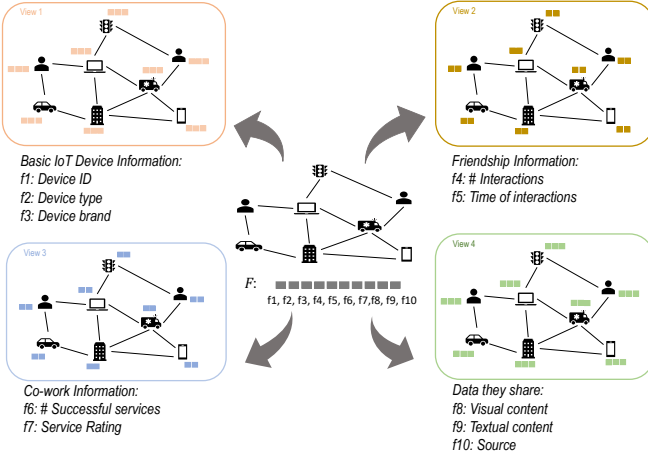 View 1
View 2
Basic IoT Device Information:
f1: Device ID
f2: Device type
f3: Device brand
Friendship Information:
f4: # Interactions
f5: Time of interactions
View 3
View 4
F:
f1, f2, f3, f4, f5, f6, f7,f8, f9, f10
Co-work Information:
f6: # Successful services
f7: Service Rating
Data they share:
f8: Visual content
f9: Textual content
f10: Source